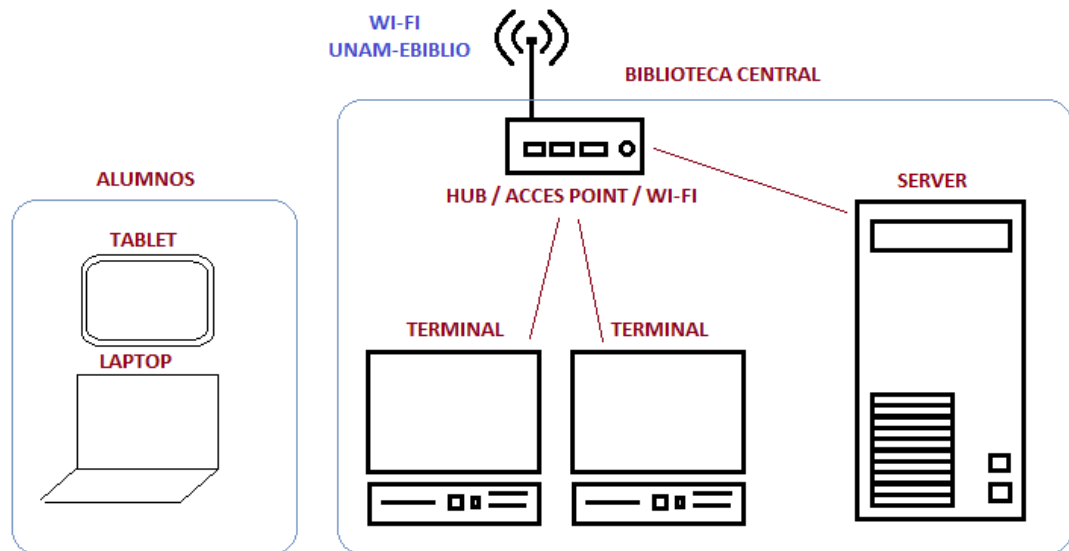 WI-FI
UNAM-EBIBLIO
BIBLIOTECA CENTRAL
ALUMNOS
HUB / ACCES POINT / WI-FI
SERVER
TABLET
TERMINAL
TERMINAL
LAPTOP